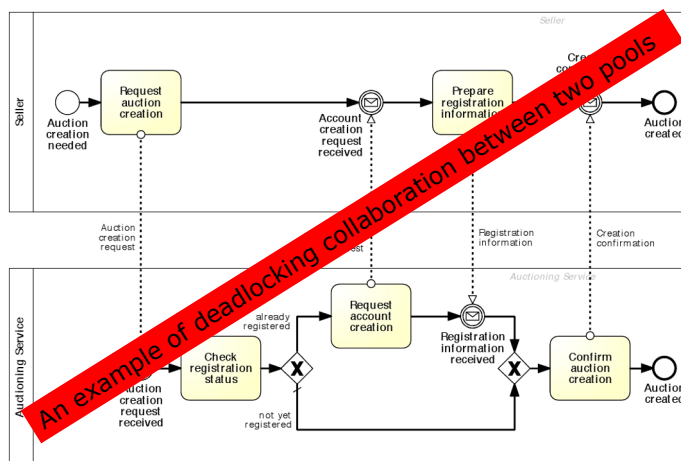 Seller
Seller
Request
auction
creation
Prepare
registration
information
Auction
creation
needed
Account
creation
request
received
Auction
created
Auction
creation
request
Registration
information
Creation
confirmation
An example of deadlocking collaboration between two pools
Auctioning Service
Auctioning Service
already
registered
Request
account
creation
Check
registration
status
Registration
information
received
Confirm
auction
creation
Auction
creation
request
received
not yet
registered
Auction
created